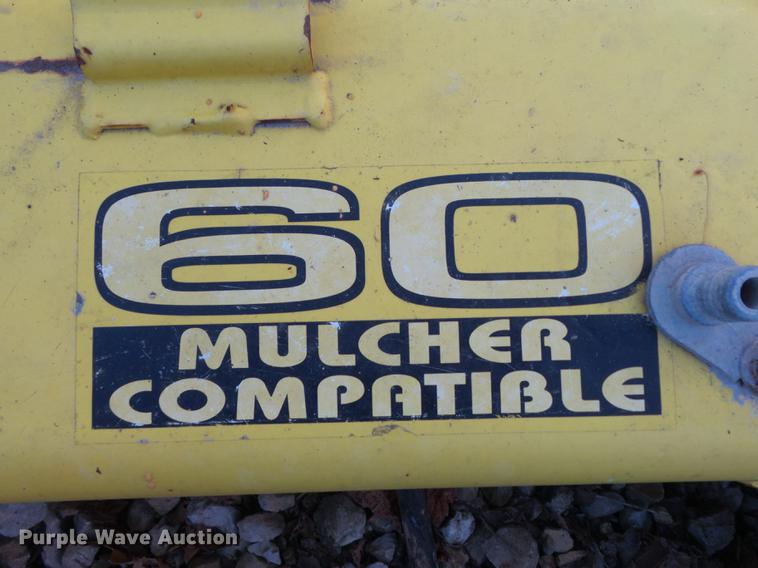 60
MULCHER
COMPATIBLE
Purple Wave Auction